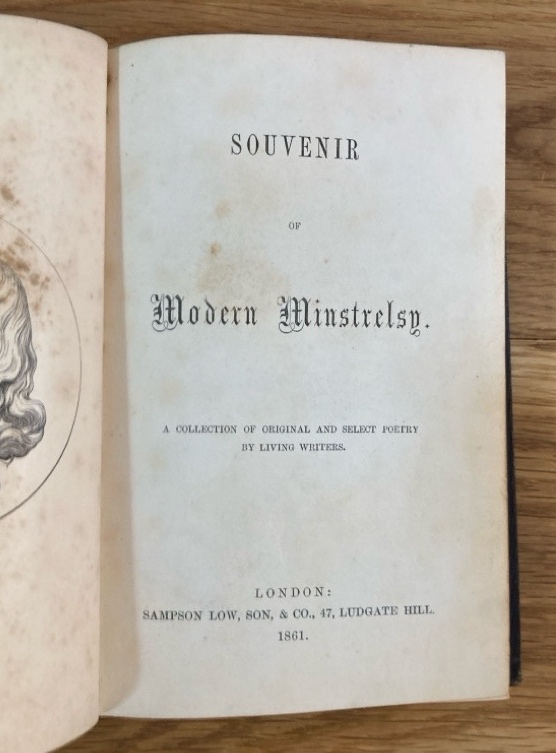 SOUVENIR
OF
Modern Minstrelsy.
A COLLECTION OF ORIGINAL AND SELECT POETRY
BY LIVING WRITERS.
LONDON:
SAMPSON LOW, SON, & CO., 47, LUDGATE HILL.
1861.